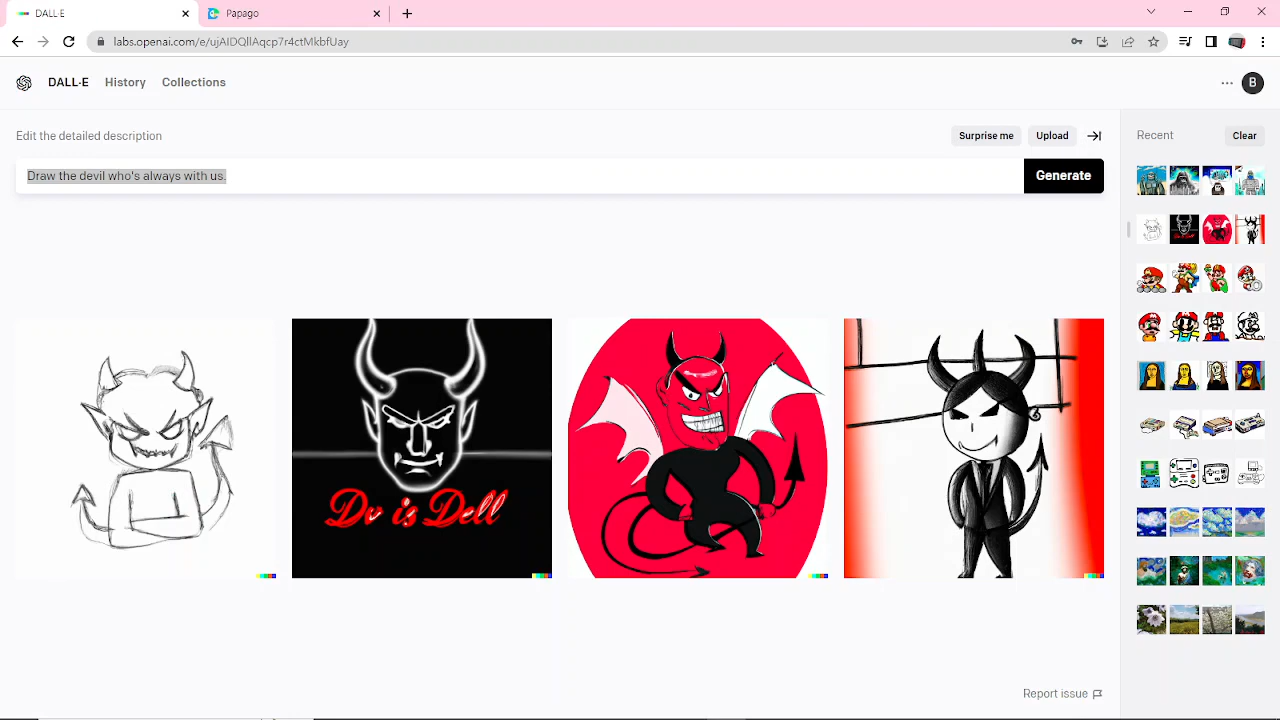 DALL·E
Papago
labs.openai.com/e/ujAIDQllAqcp7r4ctMkbfUay
DALL·E History Collections
B
Edit the detailed description
Surprise me
Upload
Recent
Clear
Draw the devil who's always with us.
Generate
Dv is Dell
Report issue